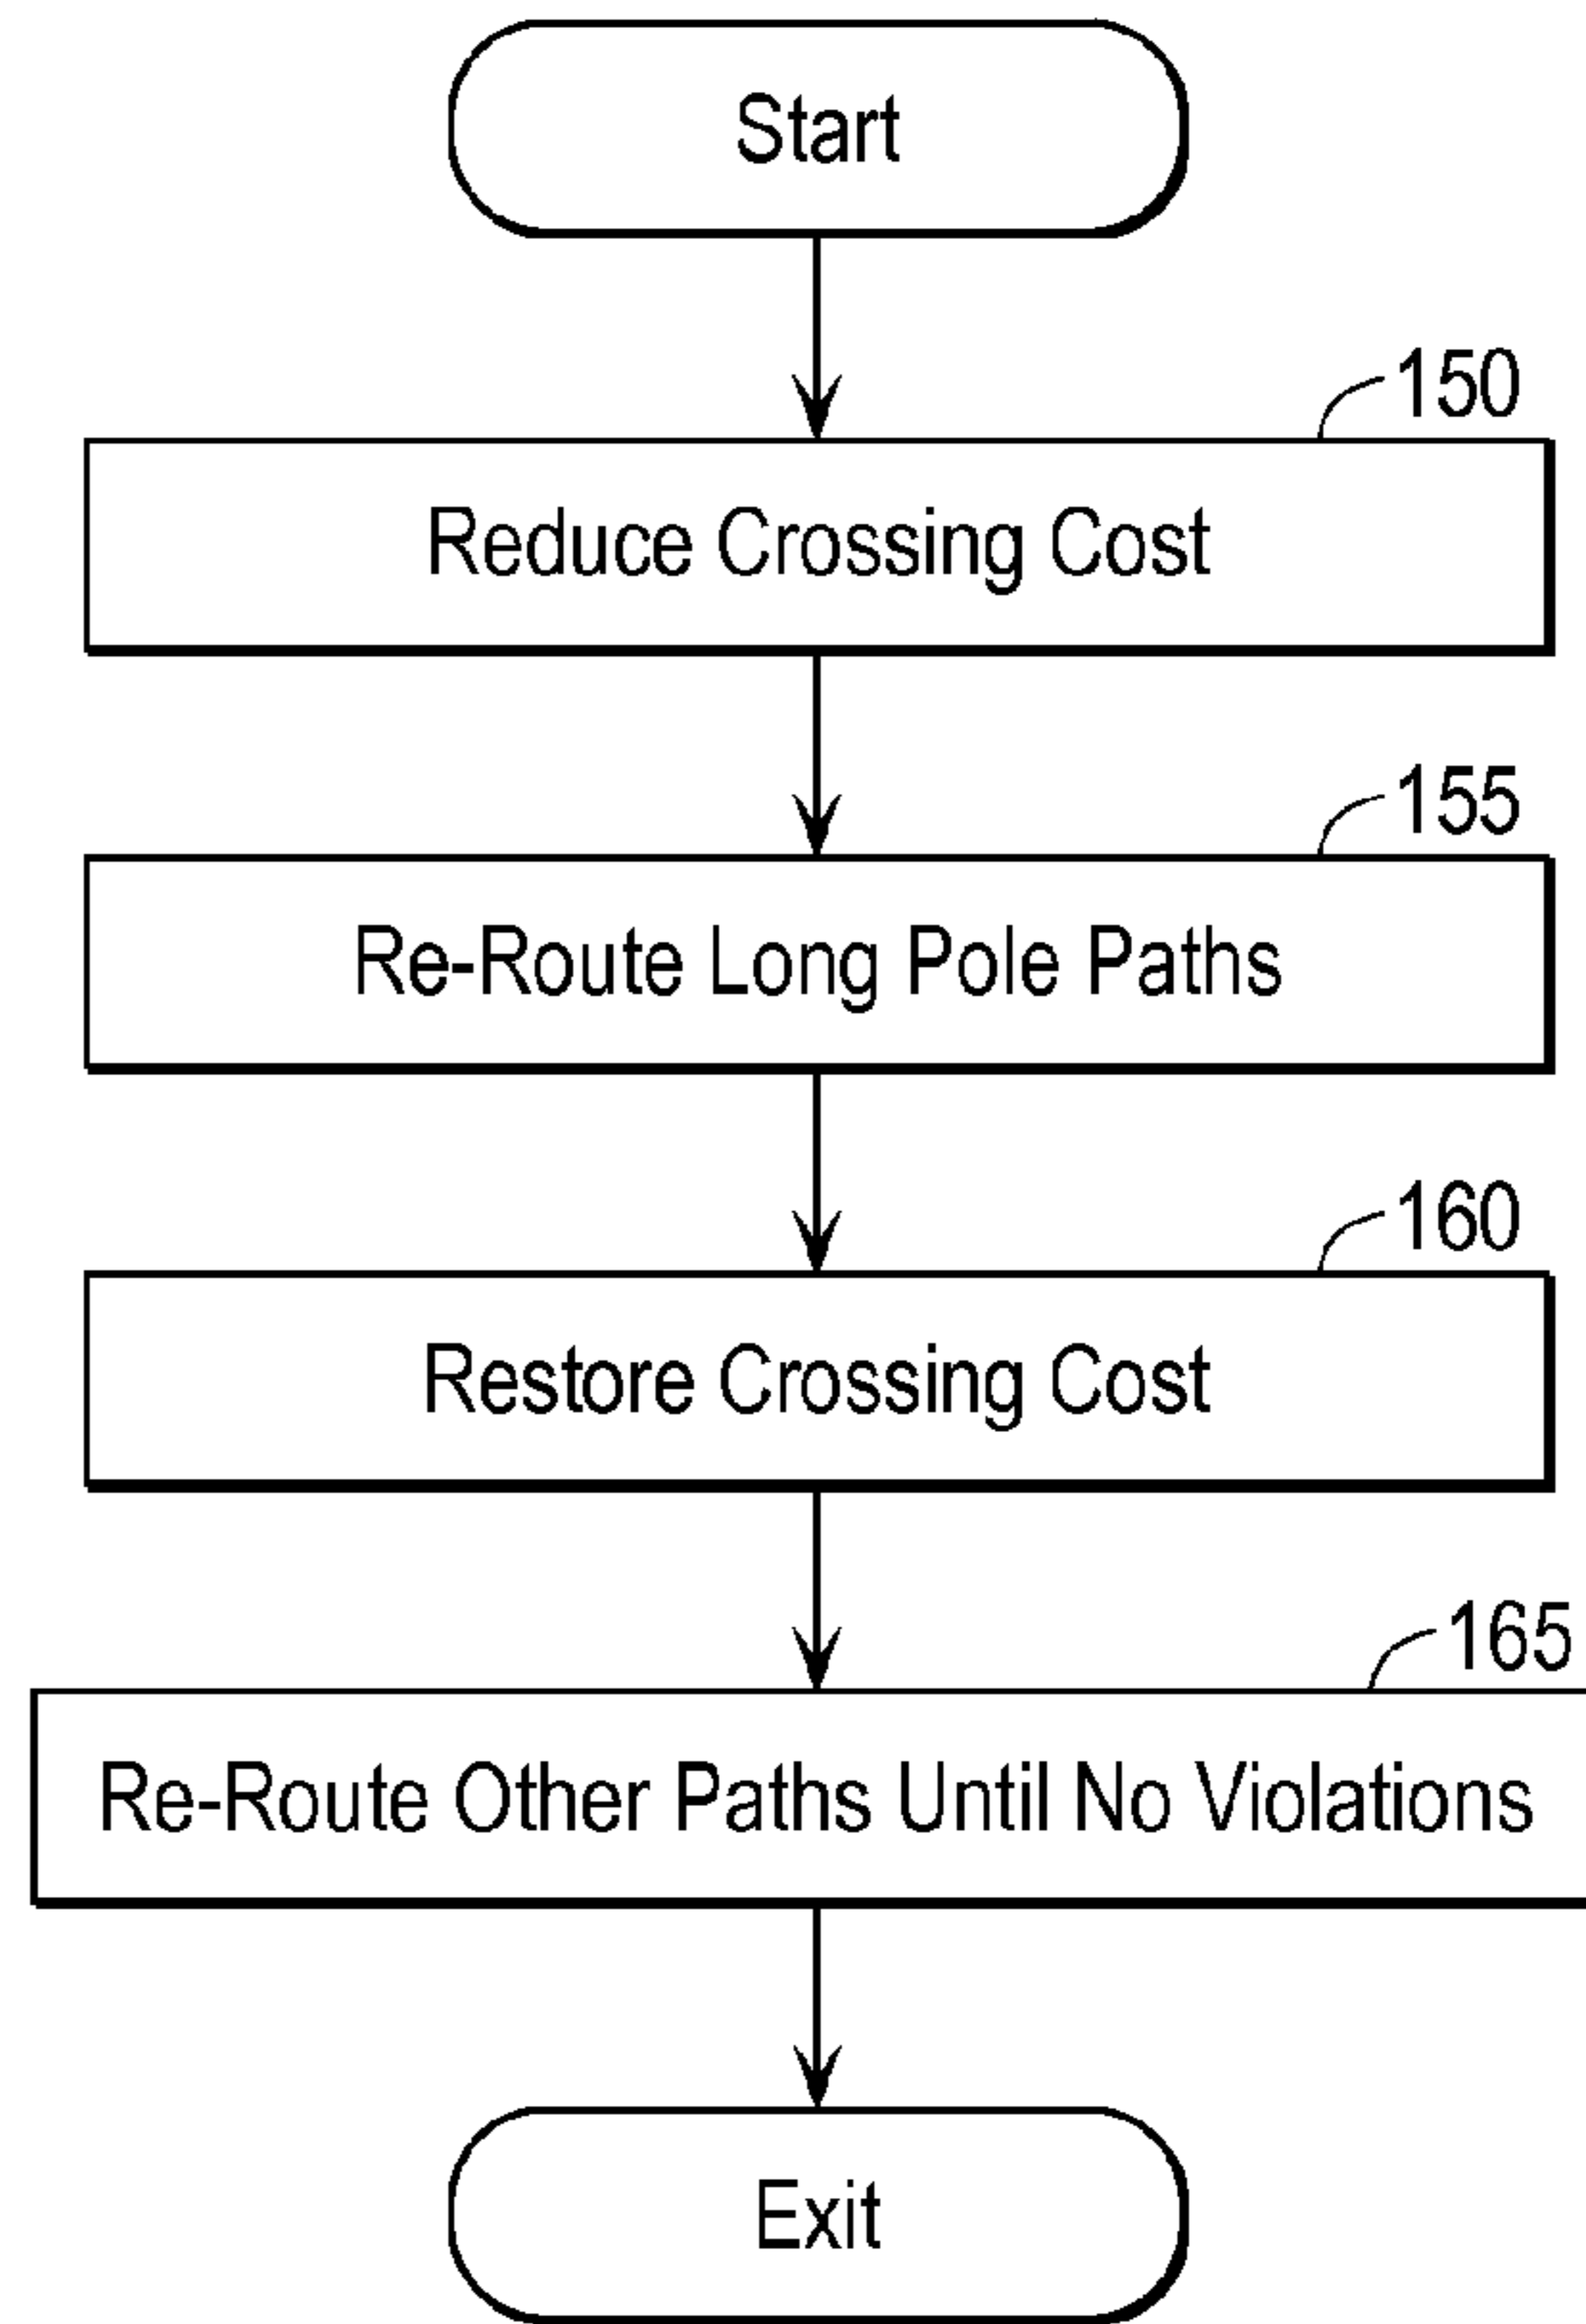 Start
150
Reduce Crossing Cost
155
Re-Route Long Pole Paths
160
Restore Crossing Cost
165
Re-Route Other Paths Until No Violations
Exit